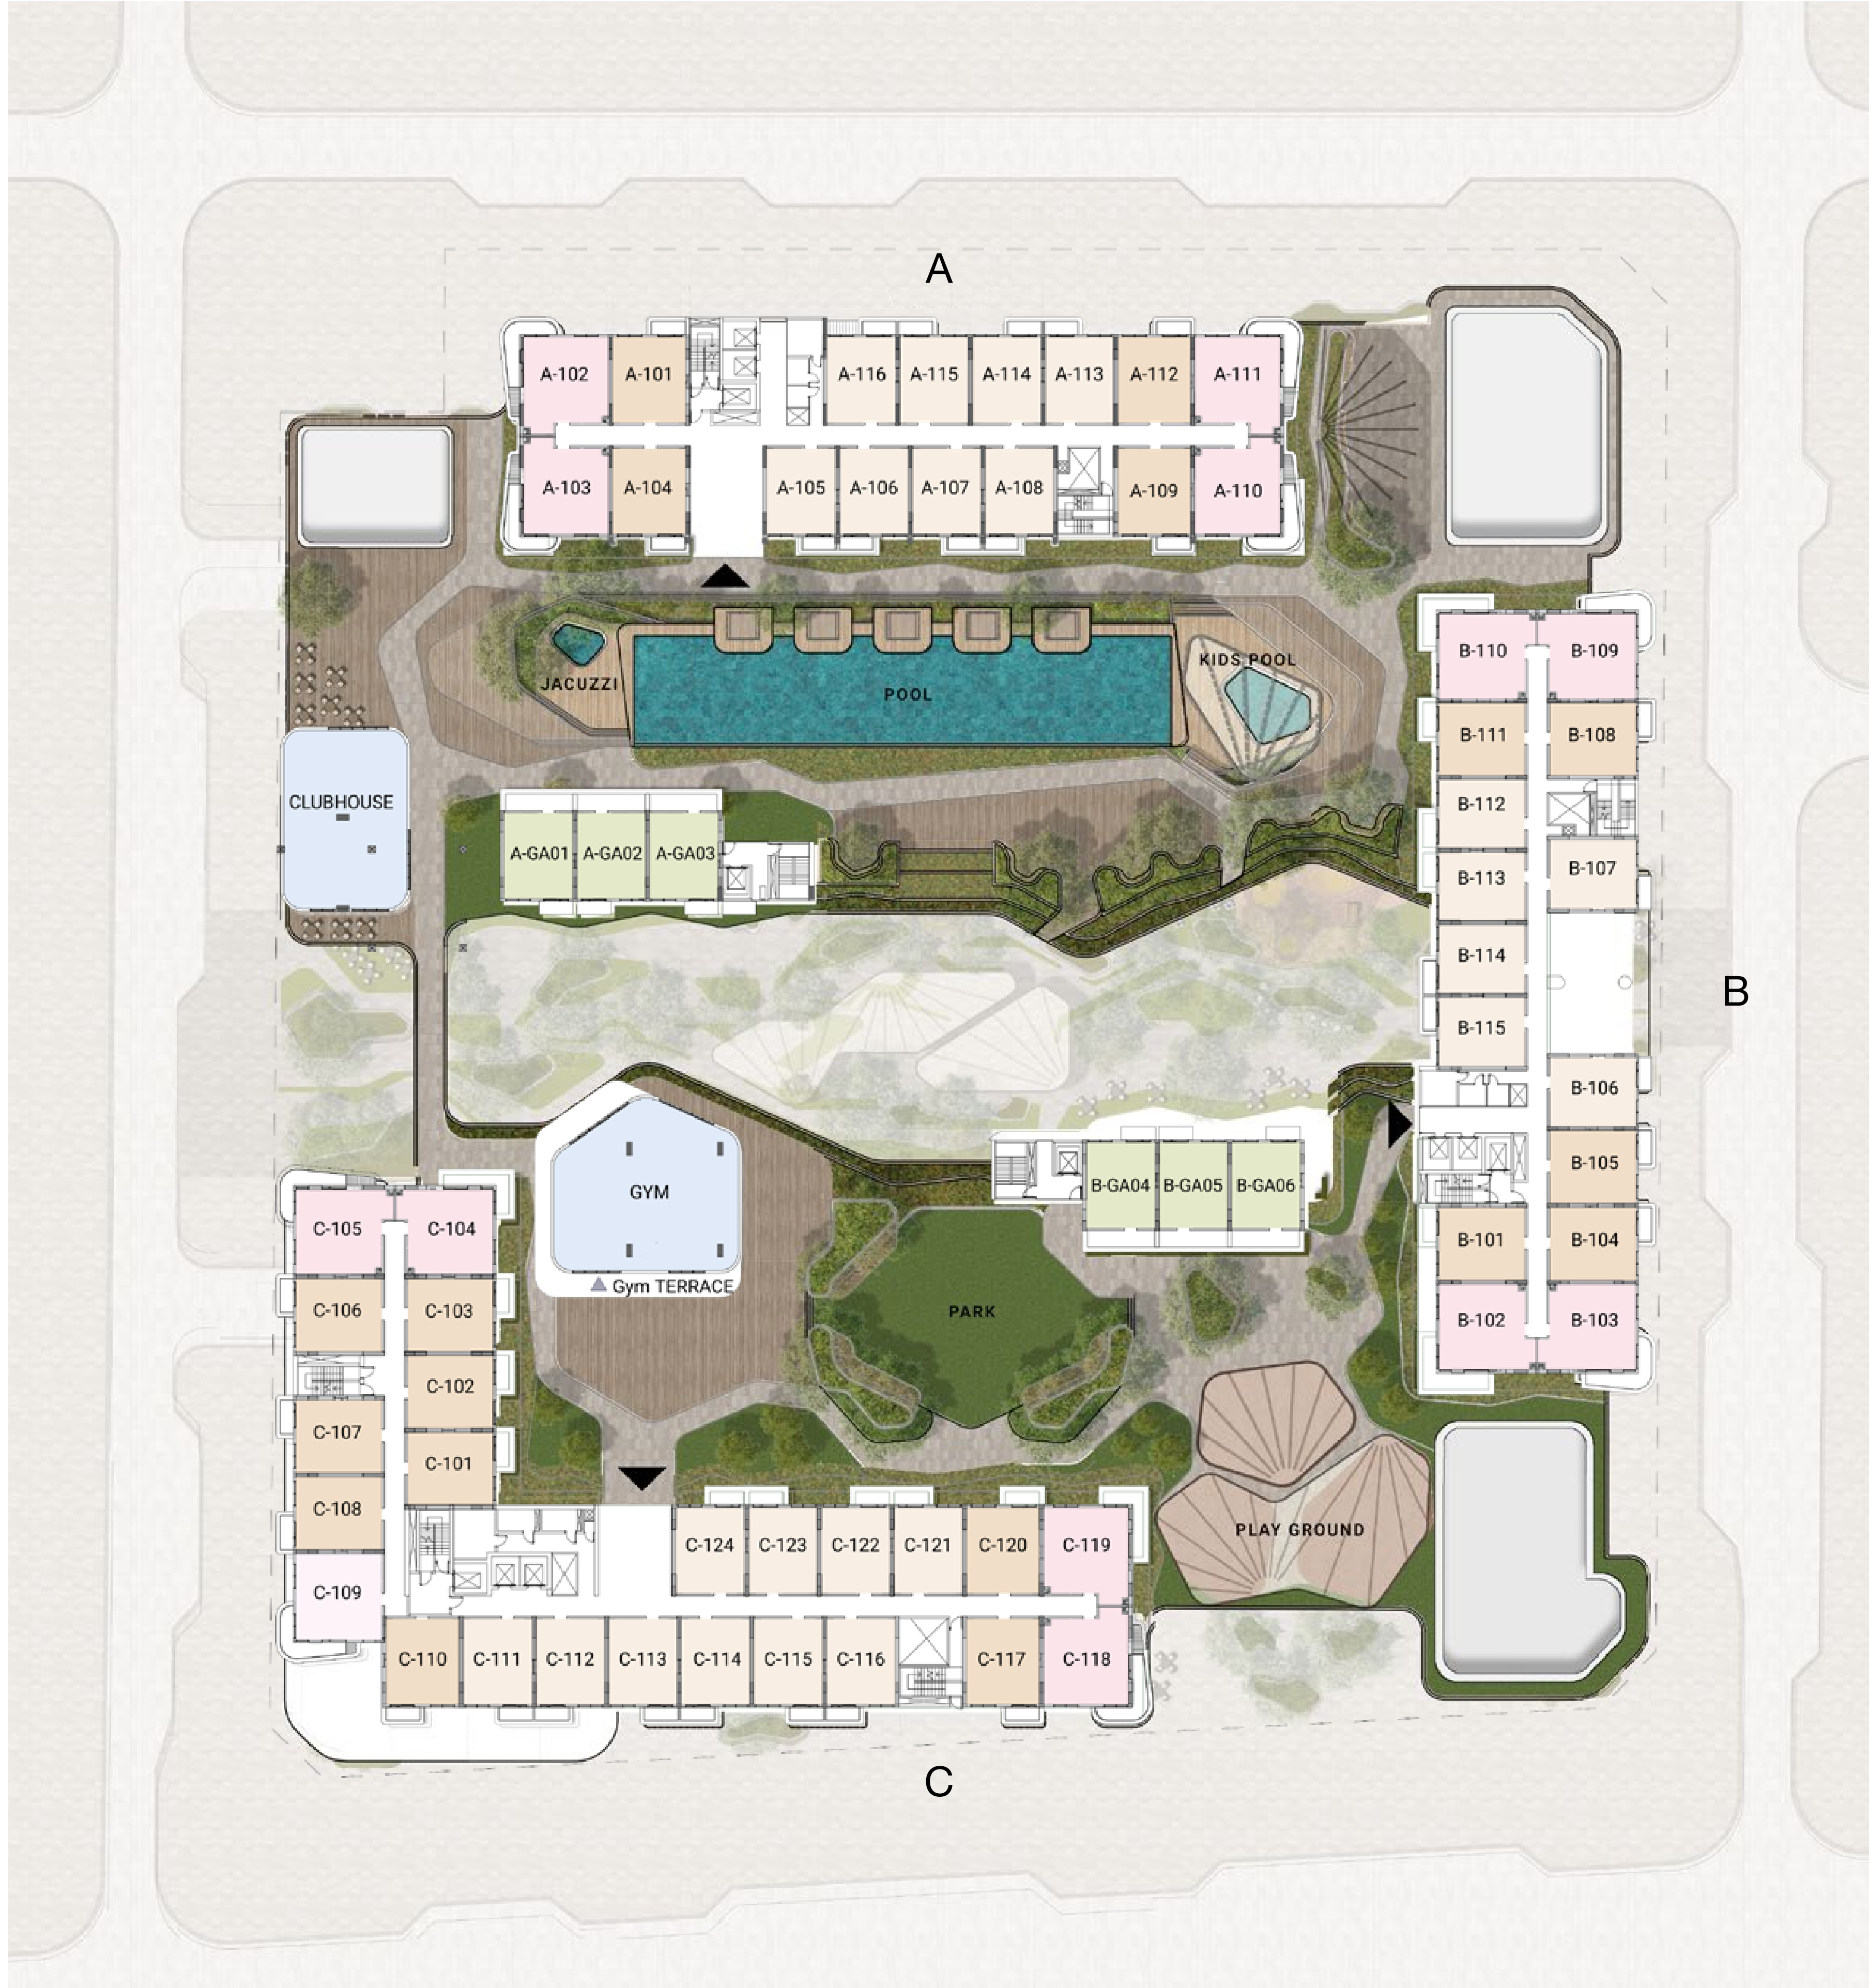 A
A-102
A-101
A-116
A-115
A-114
A-113
A-112
A-111
A-103
A-104
A-105
A-106
A-107
A-108
A-109
A-110
JACUZZI
POOL
KIDS POOL
CLUBHOUSE
A-GA01
A-GA02
A-GA03
B-110
B-109
B-111
B-108
B-112
B-107
B-113
B-114
B-115
B
B-106
B-105
B-101
B-104
B-102
B-103
B-GA04
B-GA05
B-GA06
GYM
Gym TERRACE
PARK
C-105
C-104
C-106
C-103
C-102
C-107
C-101
C-108
C-109
PLAY GROUND
C-124
C-123
C-122
C-121
C-120
C-119
C-110
C-111
C-112
C-113
C-114
C-115
C-116
C-117
C-118
C